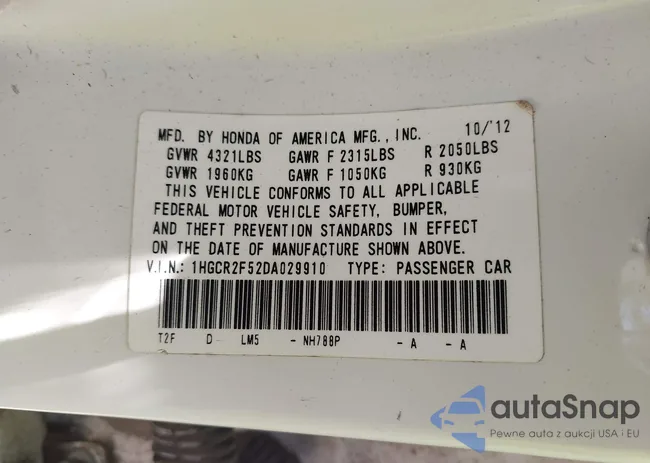 MFD. BY HONDA OF AMERICA MFG., INC. 10/'12
GVWR 4321LBS GAWR F 2315LBS R 2050LBS
GVWR 1960KG GAWR F 1050KG R 930KG
THIS VEHICLE CONFORMS TO ALL APPLICABLE
FEDERAL MOTOR VEHICLE SAFETY, BUMPER,
AND THEFT PREVENTION STANDARDS IN EFFECT
ON THE DATE OF MANUFACTURE SHOWN ABOVE.
V.I.N.: 1HGCR2F52DA029910 TYPE: PASSENGER CAR
T2F D- LM5 - NH788P - A - A
autaSnap
Pewne auta z aukcji USA i EU